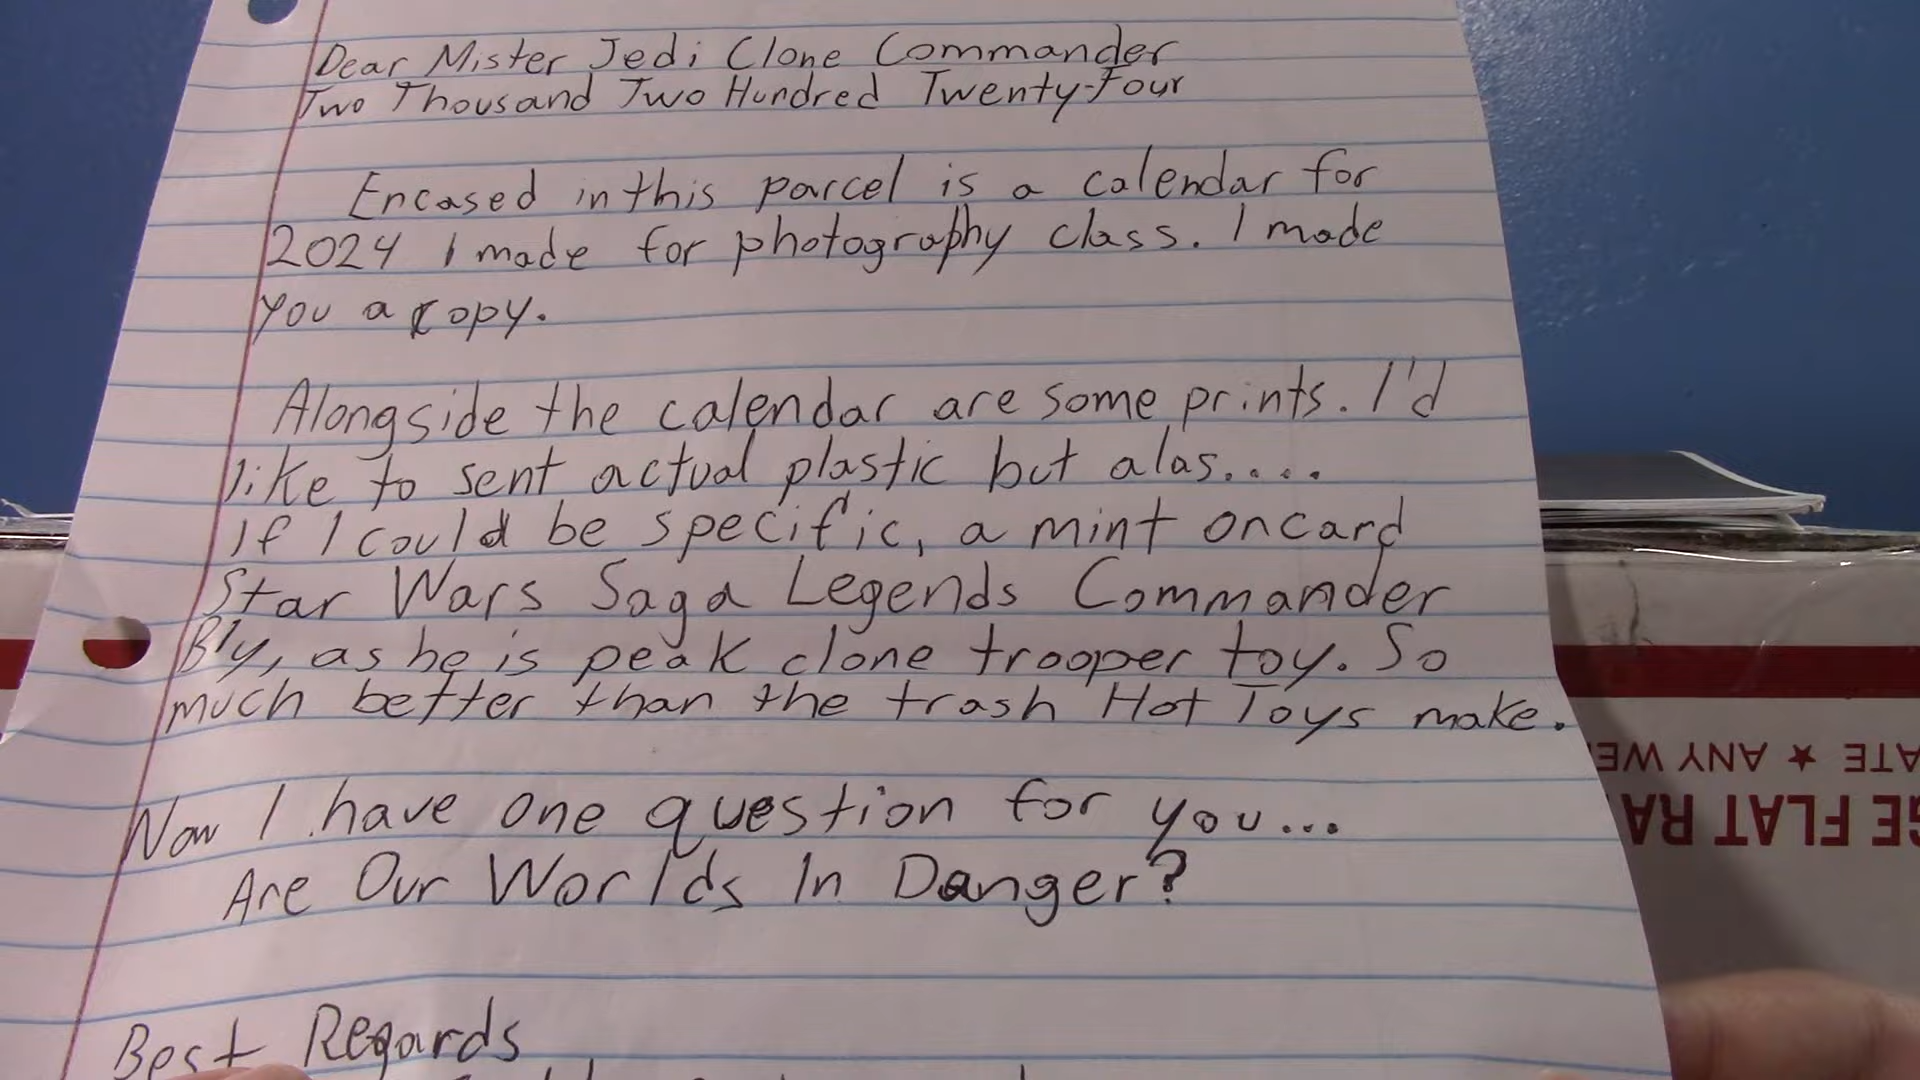 Dear Mister Jedi Clone Commander
Two Thousand Two Hundred Twenty-Four
Encased in this parcel is a calendar for
2024 I made for photography class. I made
you a copy.
Alongside the calendar are some prints. I'd
like to sent actual plastic but alas....
If I could be specific, a mint on card
Star Wars Saga Legends Commander
Bly, as he is peak clone trooper toy. So
much better than the trash Hot Toys make.
Now I have one question for you...
Are Our Worlds In Danger?
Best Regards
ATE ★ ANY WE
GE FLAT RA